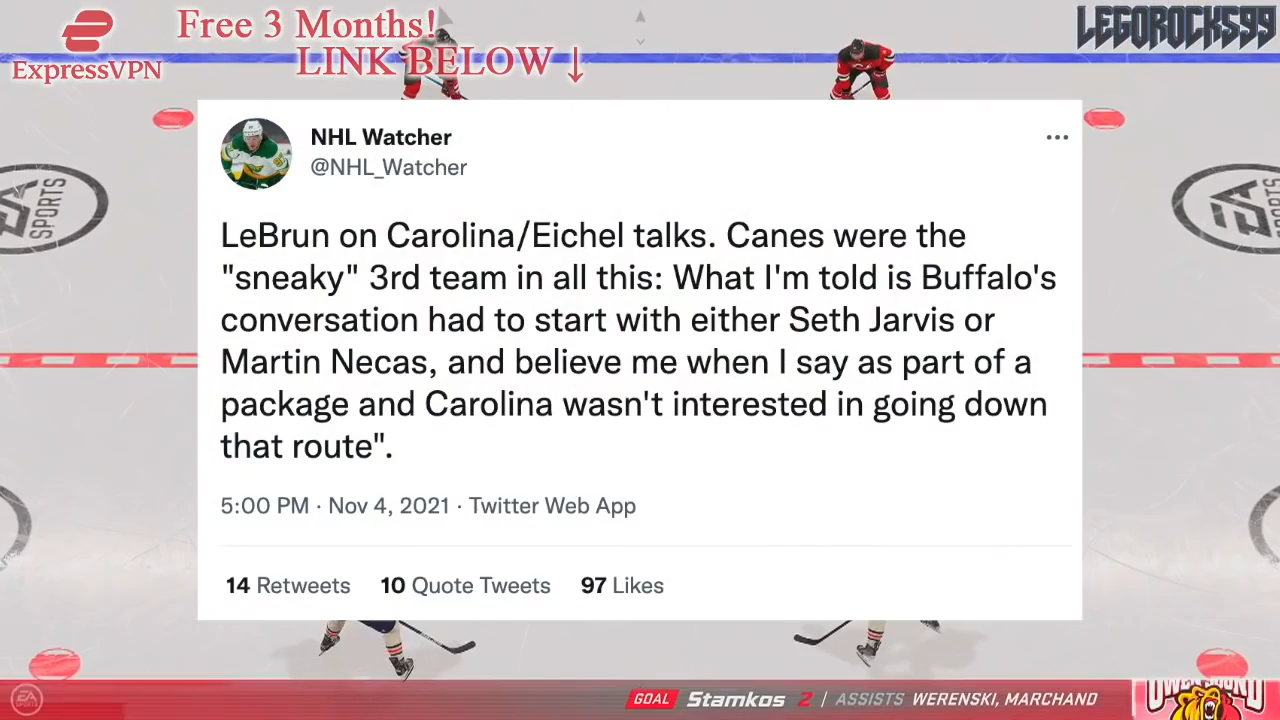 Free 3 Months!
LINK BELOW ↓
ExpressVPN
LEGOROCKS99
NHL Watcher
@NHL_Watcher
LeBrun on Carolina/Eichel talks. Canes were the
"sneaky" 3rd team in all this: What I'm told is Buffalo's
conversation had to start with either Seth Jarvis or
Martin Necas, and believe me when I say as part of a
package and Carolina wasn't interested in going down
that route".
5:00 PM · Nov 4, 2021 · Twitter Web App
14 Retweets 10 Quote Tweets 97 Likes
EA SPORTS
EA SPORTS
GOAL Stamkos 2 / ASSISTS WERENSKI, MARCHAND